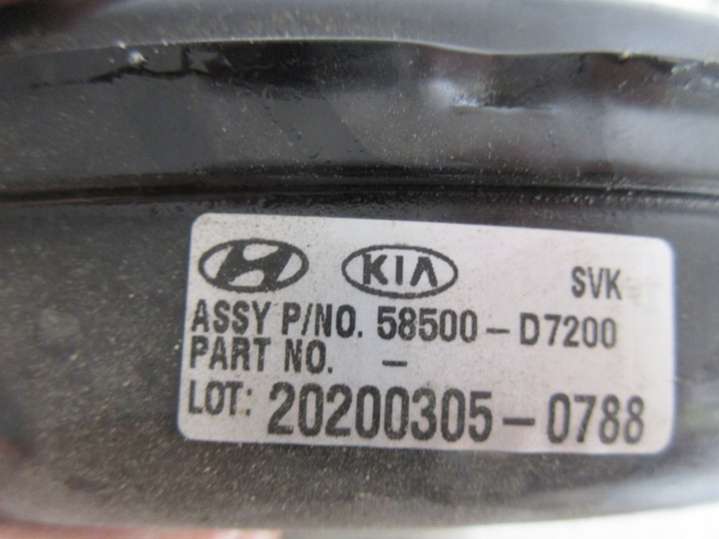 KIA SVK
ASSY P/NO. 58500-D7200
PART NO. -
LOT: 20200305-0788